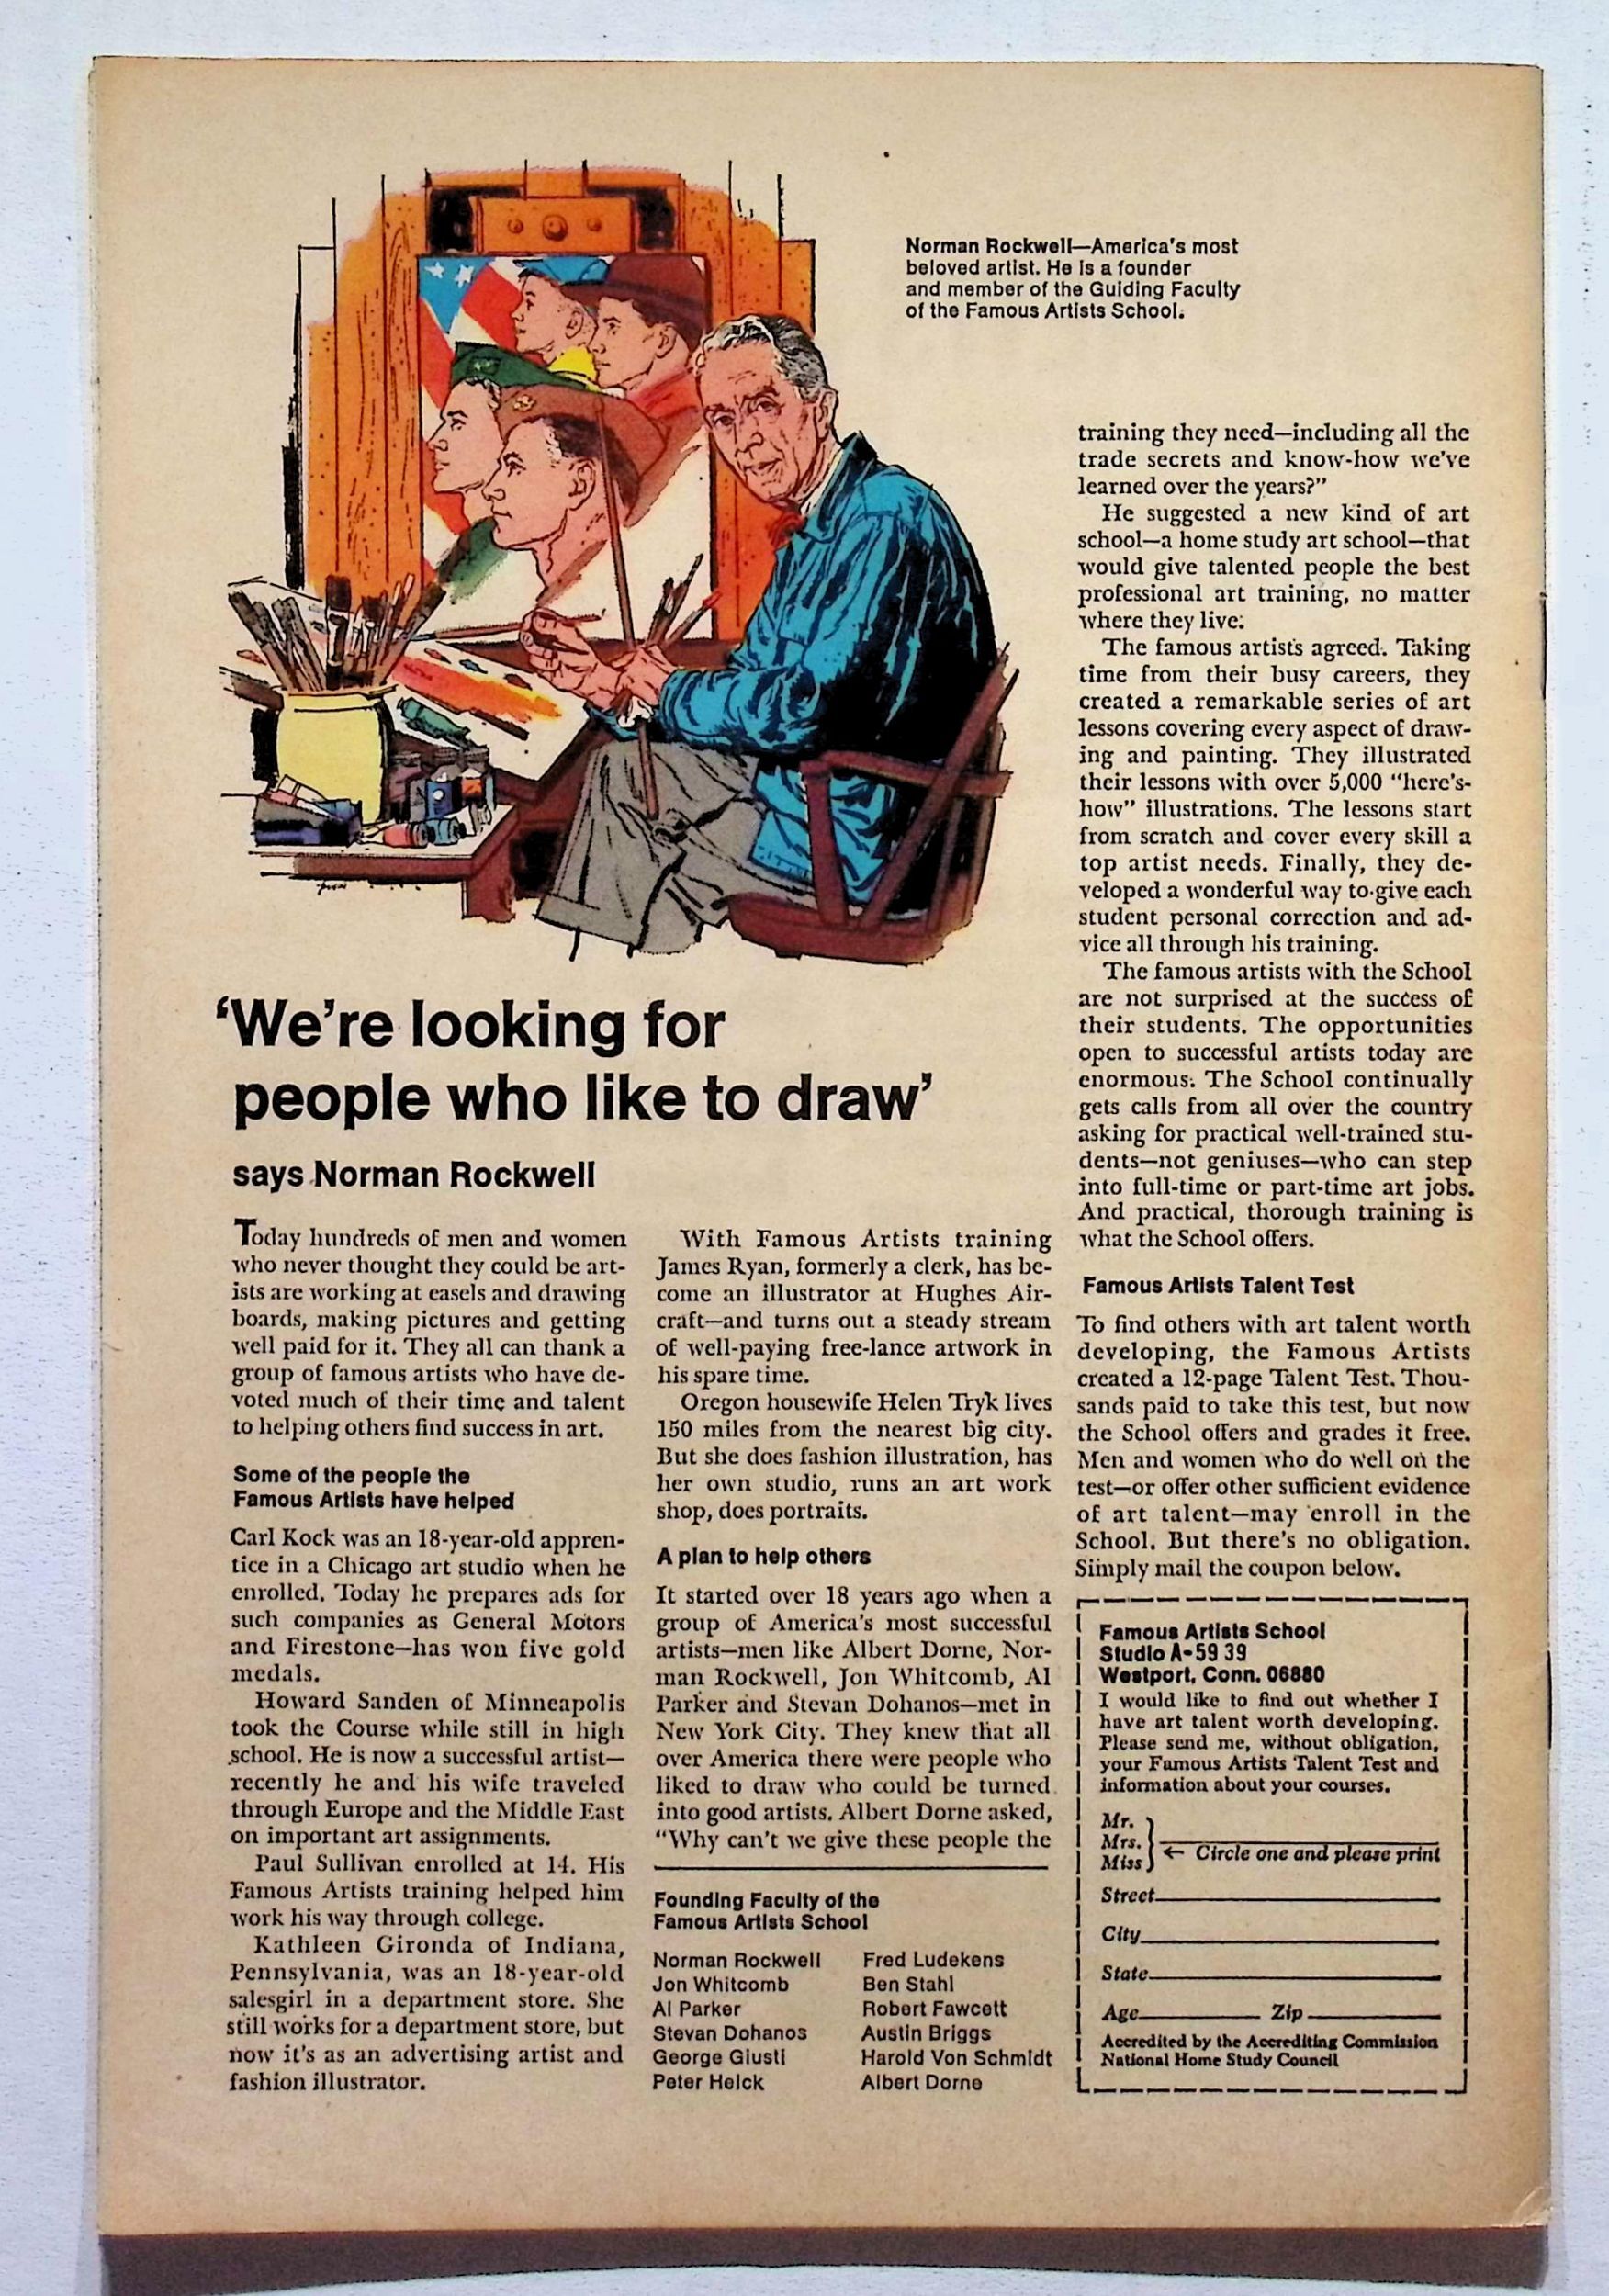 Norman Rockwell—America's most
beloved artist. He is a founder
and member of the Guiding Faculty
of the Famous Artists School.
'We're looking for
people who like to draw'
says Norman Rockwell
Today hundreds of men and women
who never thought they could be art-
ists are working at easels and drawing
boards, making pictures and getting
well paid for it. They all can thank a
group of famous artists who have de-
voted much of their time and talent
to helping others find success in art.
Some of the people the
Famous Artists have helped
Carl Kock was an 18-year-old appren-
tice in a Chicago art studio when he
enrolled. Today he prepares ads for
such companies as General Motors
and Firestone—has won five gold
medals.
Howard Sanden of Minneapolis
took the Course while still in high
school. He is now a successful artist—
recently he and his wife traveled
through Europe and the Middle East
on important art assignments.
Paul Sullivan enrolled at 14. His
Famous Artists training helped him
work his way through college.
Kathleen Gironda of Indiana,
Pennsylvania, was an 18-year-old
salesgirl in a department store. She
still works for a department store, but
now it's as an advertising artist and
fashion illustrator.
With Famous Artists training
James Ryan, formerly a clerk, has be-
come an illustrator at Hughes Air-
craft—and turns out a steady stream
of well-paying free-lance artwork in
his spare time.
Oregon housewife Helen Tryk lives
150 miles from the nearest big city.
But she does fashion illustration, has
her own studio, runs an art work
shop, does portraits.
A plan to help others
It started over 18 years ago when a
group of America's most successful
artists—men like Albert Dorne, Nor-
man Rockwell, Jon Whitcomb, Al
Parker and Stevan Dohanos—met in
New York City. They knew that all
over America there were people who
liked to draw who could be turned
into good artists. Albert Dorne asked,
"Why can't we give these people the
Founding Faculty of the
Famous Artists School
Norman Rockwell
Jon Whitcomb
Al Parker
Stevan Dohanos
George Giusti
Peter Helck
Fred Ludekens
Ben Stahl
Robert Fawcett
Austin Briggs
Harold Von Schmidt
Albert Dorne
training they need—including all the
trade secrets and know-how we've
learned over the years?"
He suggested a new kind of art
school—a home study art school—that
would give talented people the best
professional art training, no matter
where they live.
The famous artists agreed. Taking
time from their busy careers, they
created a remarkable series of art
lessons covering every aspect of draw-
ing and painting. They illustrated
their lessons with over 5,000 "here's-
how" illustrations. The lessons start
from scratch and cover every skill a
top artist needs. Finally, they de-
veloped a wonderful way to give each
student personal correction and ad-
vice all through his training.
The famous artists with the School
are not surprised at the success of
their students. The opportunities
open to successful artists today are
enormous. The School continually
gets calls from all over the country
asking for practical well-trained stu-
dents—not geniuses—who can step
into full-time or part-time art jobs.
And practical, thorough training is
what the School offers.
Famous Artists Talent Test
To find others with art talent worth
developing, the Famous Artists
created a 12-page Talent Test. Thou-
sands paid to take this test, but now
the School offers and grades it free.
Men and women who do well on the
test—or offer other sufficient evidence
of art talent—may enroll in the
School. But there's no obligation.
Simply mail the coupon below.
Famous Artists School
Studio A-59 39
Westport, Conn. 06880
I would like to find out whether I
have art talent worth developing.
Please send me, without obligation,
your Famous Artists Talent Test and
information about your courses.
Mr.
Mrs.
Miss
← Circle one and please print
Street
City
State
Age Zip
Accredited by the Accrediting Commission
National Home Study Council